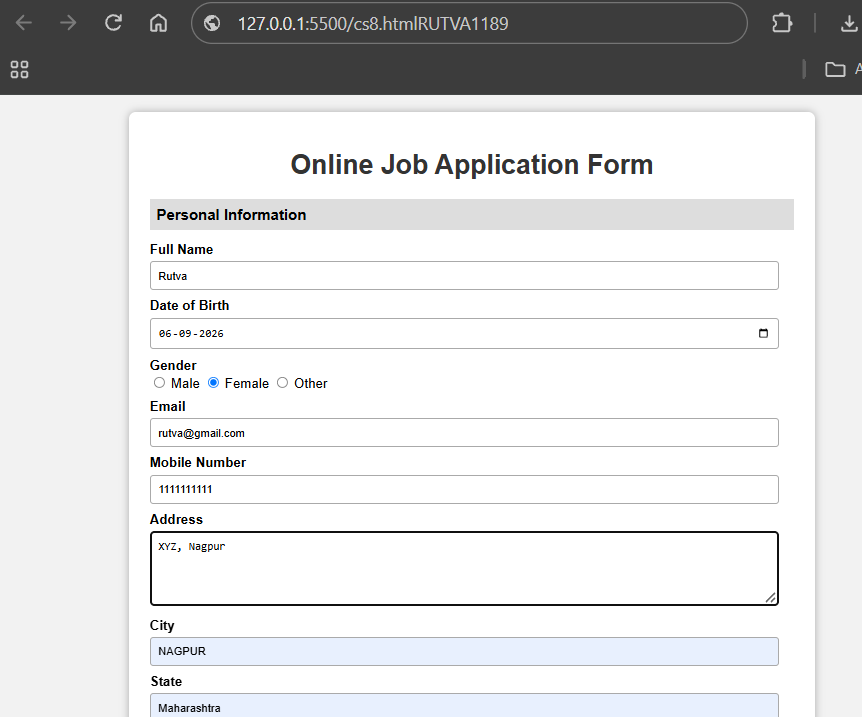 127.0.0.1:5500/cs8.htmlRUTVA1189
Online Job Application Form
Personal Information
Full Name
Rutva
Date of Birth
06-09-2026
Gender
Male Female Other
Email
rutva@gmail.com
Mobile Number
1111111111
Address
XYZ, Nagpur
City
NAGPUR
State
Maharashtra